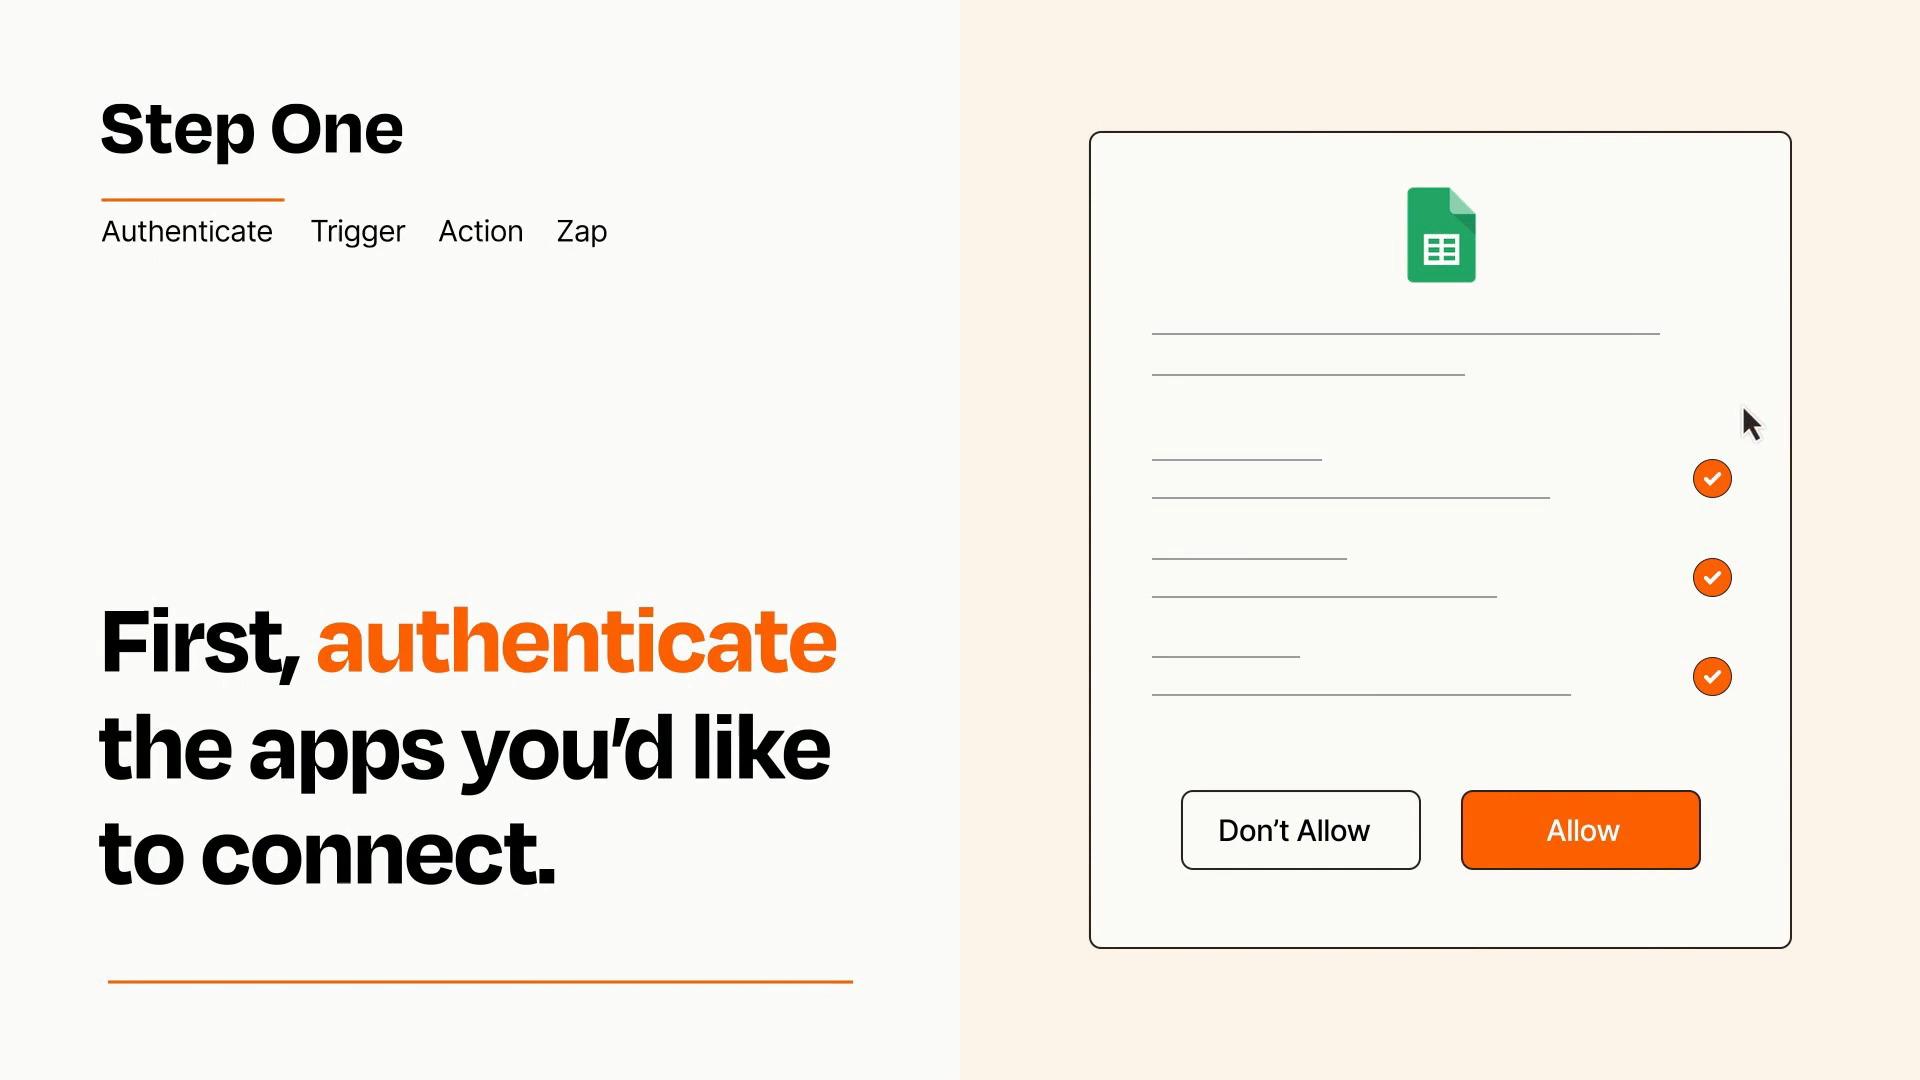 Step One
Authenticate Trigger Action Zap
First, authenticate
the apps you’d like
to connect.
Don’t Allow
Allow